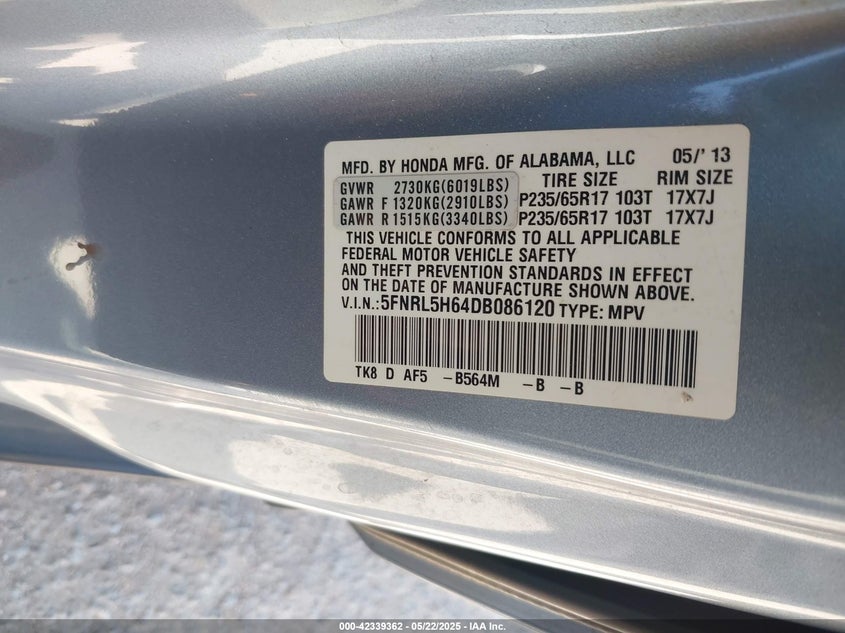 MFD. BY HONDA MFG. OF ALABAMA, LLC 05/' 13
TIRE SIZE RIM SIZE
GVWR 2730KG(6019LBS)
GAWR F 1320KG(2910LBS) P235/65R17 103T 17X7J
GAWR R 1515KG(3340LBS) P235/65R17 103T 17X7J
THIS VEHICLE CONFORMS TO ALL APPLICABLE
FEDERAL MOTOR VEHICLE SAFETY
AND THEFT PREVENTION STANDARDS IN EFFECT
ON THE DATE OF MANUFACTURE SHOWN ABOVE.
V.I.N.: 5FNRL5H64DB086120 TYPE: MPV
TK8 D AF5 -B564M -B -B
000-42339362 - 05/22/2025 - IAA Inc.